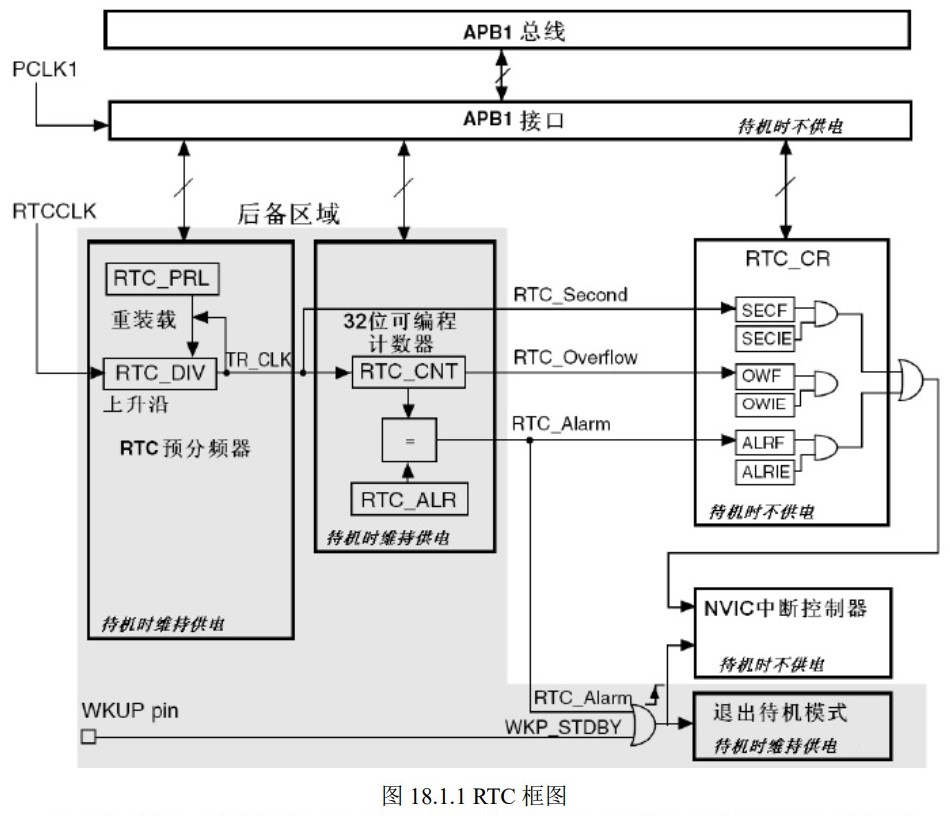 APB1 总线
PCLK1
APB1 接口
待机时不供电
RTCCLK
后备区域
RTC_PRL
重装载
RTC_DIV
TR_CLK
上升沿
RTC预分频器
待机时维持供电
32位可编程
计数器
RTC_CNT
=
RTC_ALR
待机时维持供电
RTC_Second
RTC_Overflow
RTC_Alarm
RTC_CR
SECF
SECIE
OWF
OWIE
ALRF
ALRIE
待机时不供电
NVIC中断控制器
待机时不供电
WKUP pin
RTC_Alarm
WKP_STDBY
退出待机模式
待机时维持供电
图 18.1.1 RTC 框图